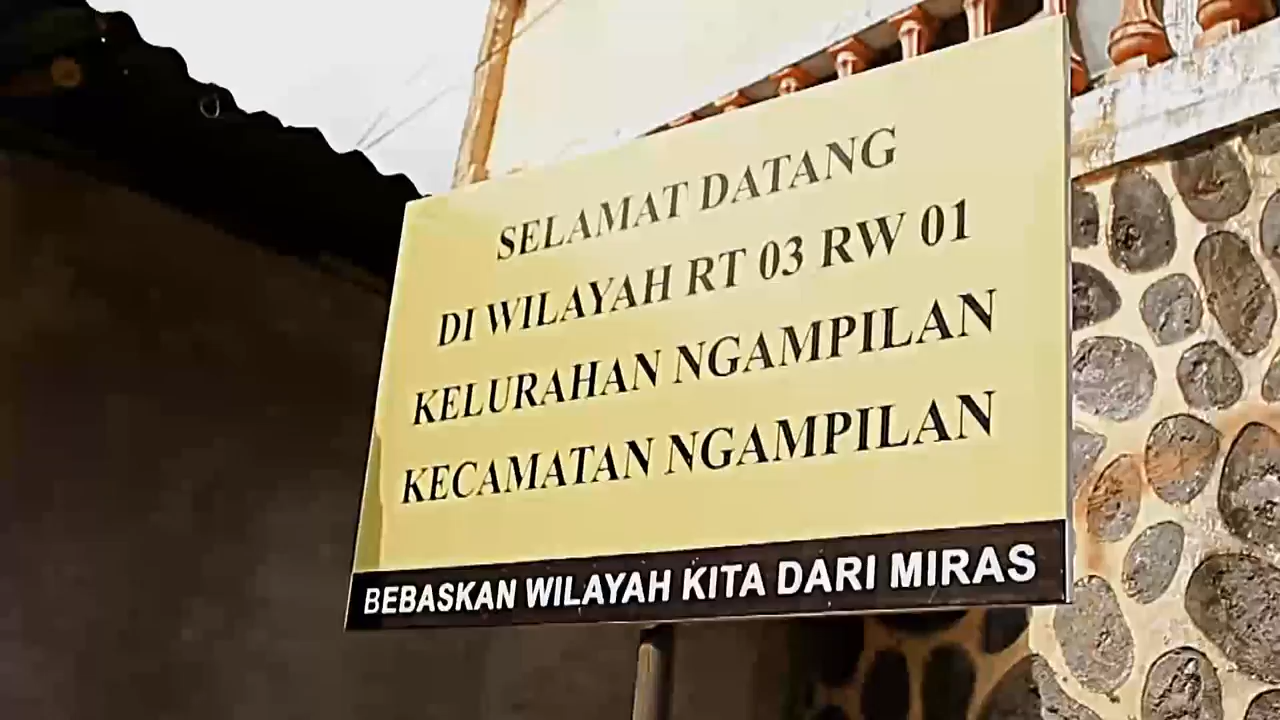 SELAMAT DATANG
DI WILAYAH RT 03 RW 01
KELURAHAN NGAMPILAN
KECAMATAN NGAMPILAN
BEBASKAN WILAYAH KITA DARI MIRAS